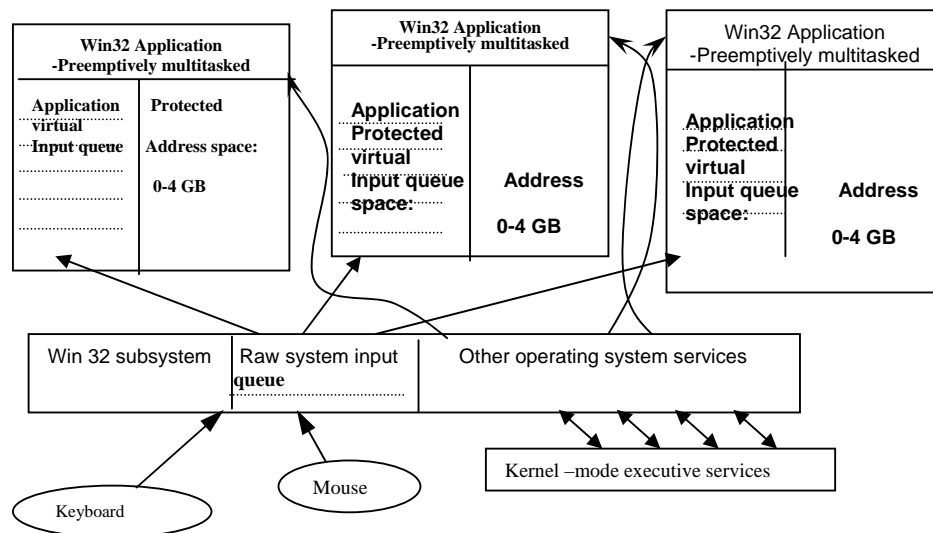 Win32 Application
-Preemptively multitasked
Application
virtual
Input queue
Protected
Address space:
0-4 GB
Win32 Application
-Preemptively multitasked
Application
Protected
virtual
Input queue
space:
Address
0-4 GB
Win32 Application
-Preemptively multitasked
Application
Protected
virtual
Input queue
space:
Address
0-4 GB
Win 32 subsystem
Raw system input
queue
Other operating system services
Keyboard
Mouse
Kernel –mode executive services